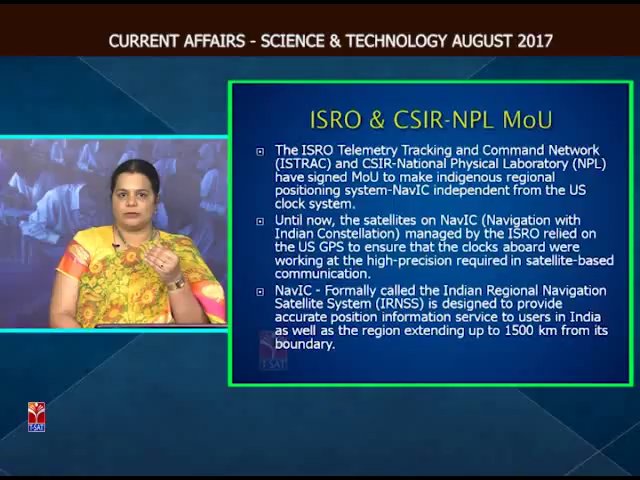 CURRENT AFFAIRS - SCIENCE & TECHNOLOGY AUGUST 2017
ISRO & CSIR-NPL MoU
The ISRO Telemetry Tracking and Command Network
(ISTRAC) and CSIR-National Physical Laboratory (NPL)
have signed MoU to make indigenous regional
positioning system-NavIC independent from the US
clock system.
Until now, the satellites on NavIC (Navigation with
Indian Constellation) managed by the ISRO relied on
the US GPS to ensure that the clocks aboard were
working at the high-precision required in satellite-based
communication.
NavIC - Formally called the Indian Regional Navigation
Satellite System (IRNSS) is designed to provide
accurate position information service to users in India
as well as the region extending up to 1500 km from its
boundary.
T-SAT
T-SAT